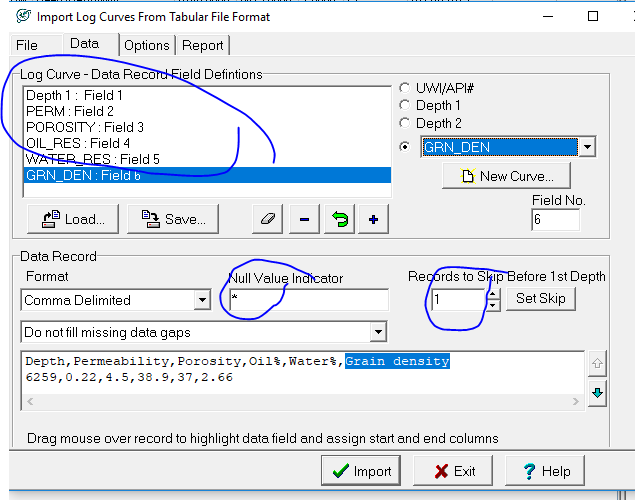 Import Log Curves From Tabular File Format
File Data Options Report
Log Curve - Data Record Field Defintions
Depth 1 : Field 1
PERM : Field 2
POROSITY : Field 3
OIL_RES : Field 4
WATER_RES : Field 5
GRN_DEN : Field 6
UWI/API#
Depth 1
Depth 2
GRN_DEN
New Curve...
Field No.
6
Load... Save...
Data Record
Format
Comma Delimited
Null Value Indicator
*
Records to Skip Before 1st Depth
1
Set Skip
Do not fill missing data gaps
Depth,Permeability,Porosity,Oil%,Water%,Grain density
6259,0.22,4.5,38.9,37,2.66
Drag mouse over record to highlight data field and assign start and end columns
Import Exit Help